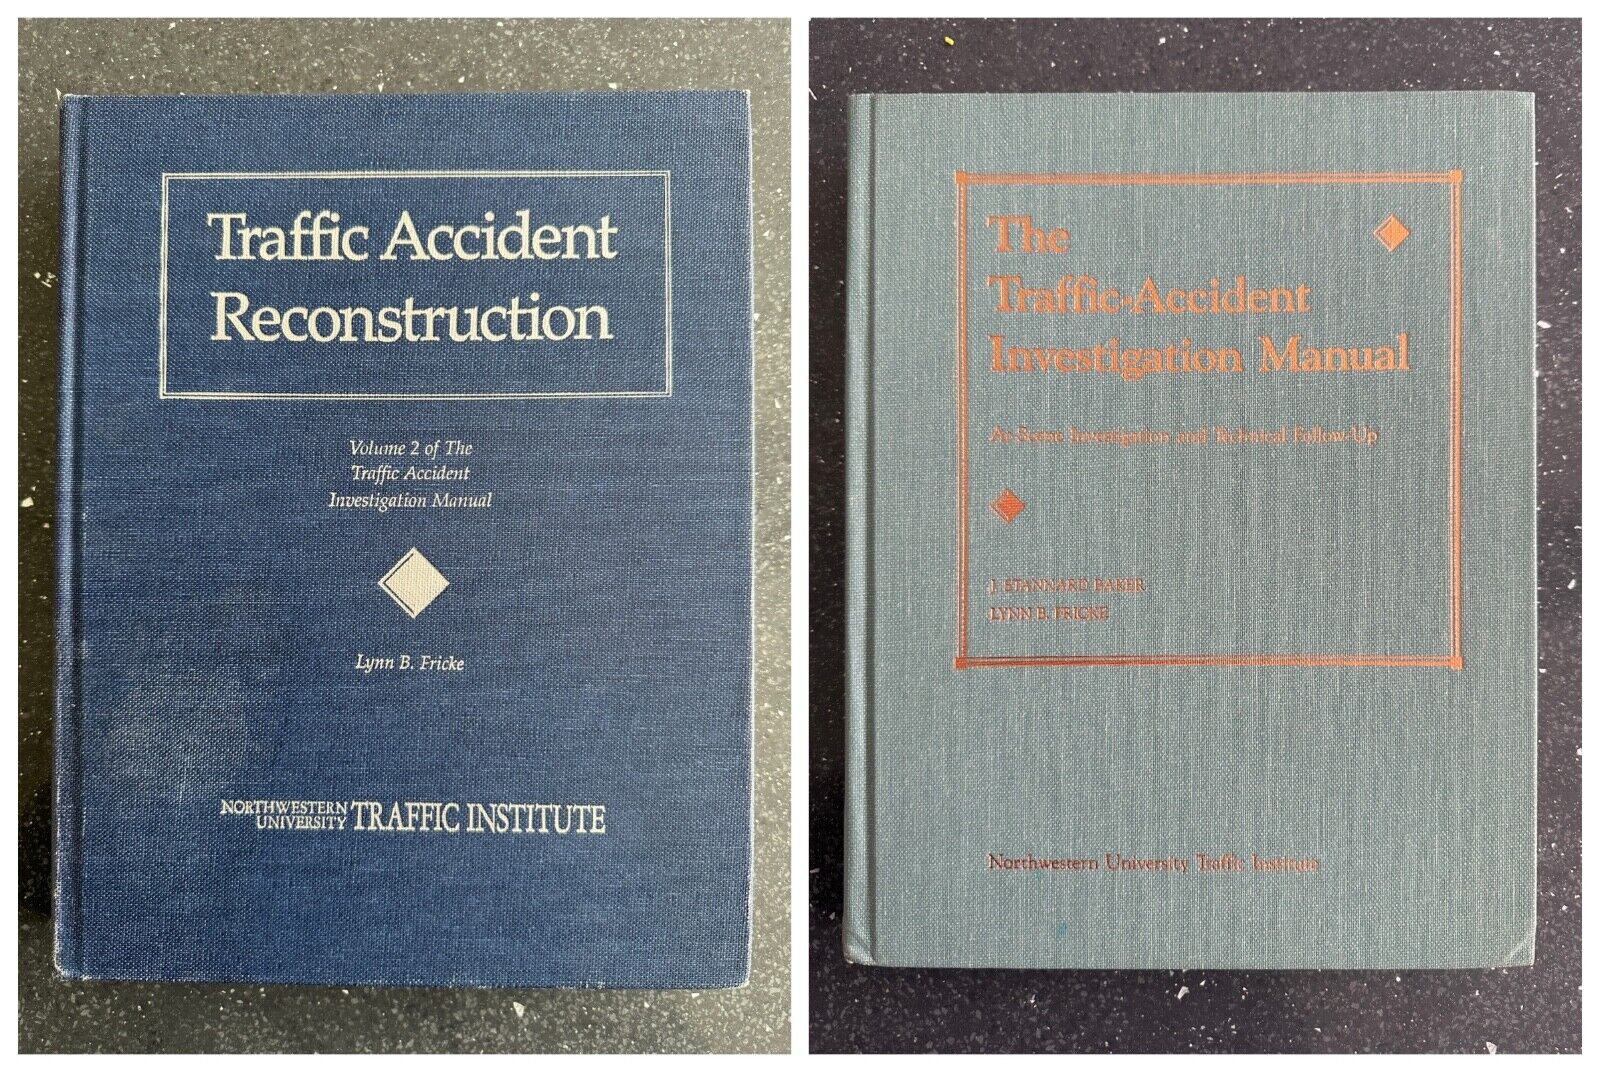 Traffic Accident
Reconstruction
Volume 2 of The
Traffic Accident
Investigation Manual
Lynn B. Fricke
NORTHWESTERN
UNIVERSITY TRAFFIC INSTITUTE
The
Traffic-Accident
Investigation Manual
At-Scene Investigation and Technical Follow-Up
J. STANNARD BAKER
LYNN B. FRICKE
Northwestern University Traffic Institute